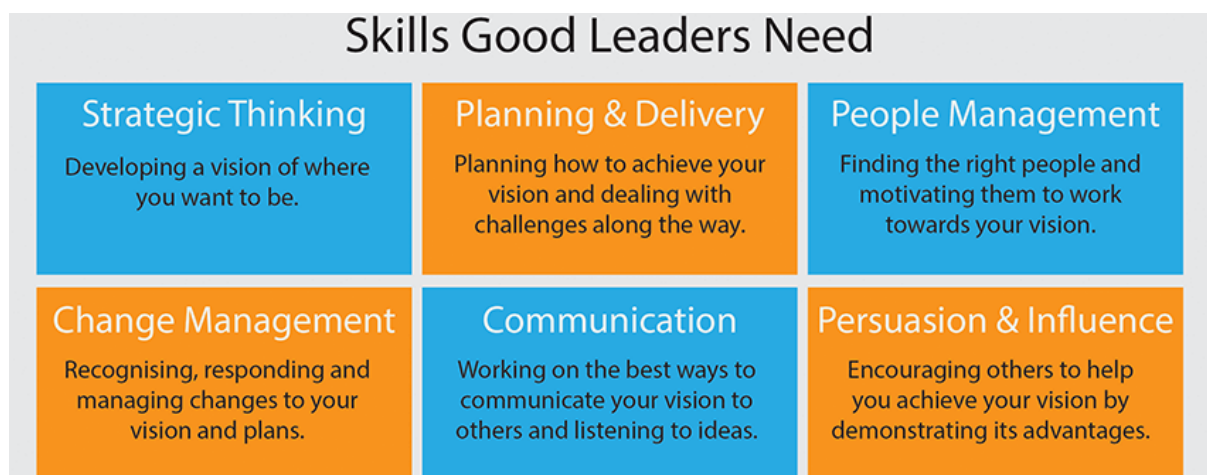 Skills Good Leaders Need
Strategic Thinking
Developing a vision of where
you want to be.
Planning & Delivery
Planning how to achieve your
vision and dealing with
challenges along the way.
People Management
Finding the right people and
motivating them to work
towards your vision.
Change Management
Recognising, responding and
managing changes to your
vision and plans.
Communication
Working on the best ways to
communicate your vision to
others and listening to ideas.
Persuasion & Influence
Encouraging others to help
you achieve your vision by
demonstrating its advantages.